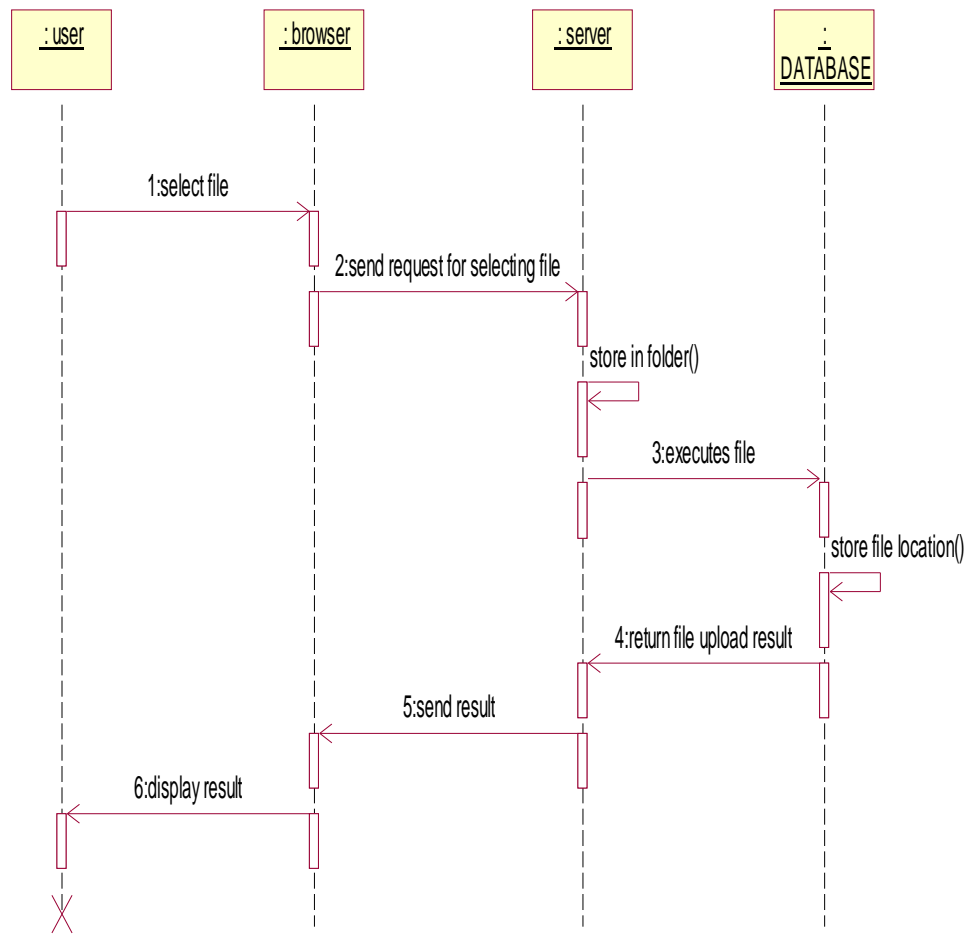 : user
: browser
: server
:
DATABASE
1:select file
2:send request for selecting file
store in folder()
3:executes file
store file location()
4:return file upload result
5:send result
6:display result